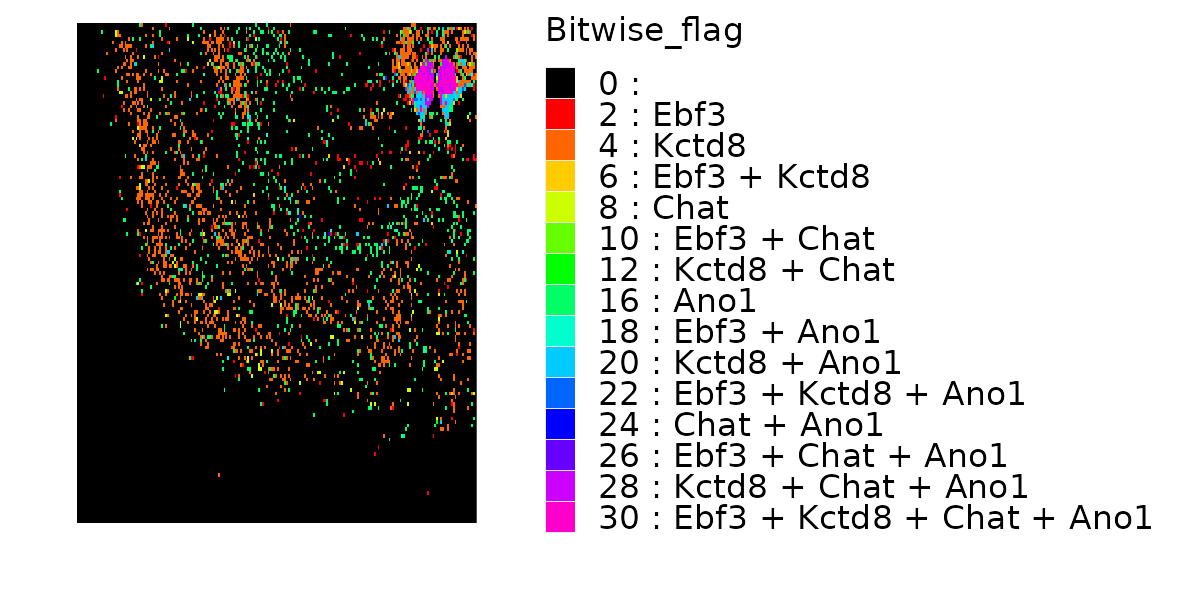 Bitwise_flag
0 :
2 : Ebf3
4 : Kctd8
6 : Ebf3 + Kctd8
8 : Chat
10 : Ebf3 + Chat
12 : Kctd8 + Chat
16 : Ano1
18 : Ebf3 + Ano1
20 : Kctd8 + Ano1
22 : Ebf3 + Kctd8 + Ano1
24 : Chat + Ano1
26 : Ebf3 + Chat + Ano1
28 : Kctd8 + Chat + Ano1
30 : Ebf3 + Kctd8 + Chat + Ano1